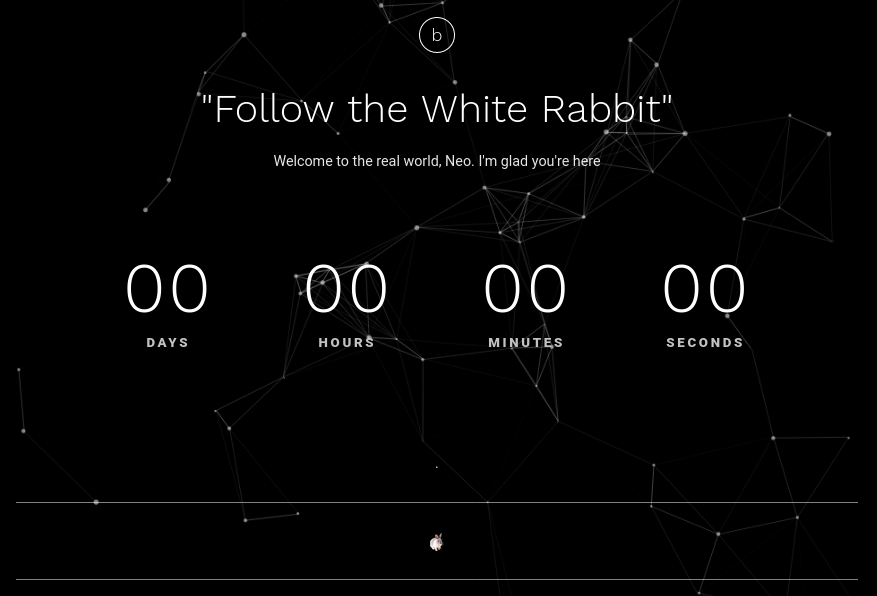 b
"Follow the White Rabbit"
Welcome to the real world, Neo. I'm glad you're here
00 00 00 00
DAYS HOURS MINUTES SECONDS